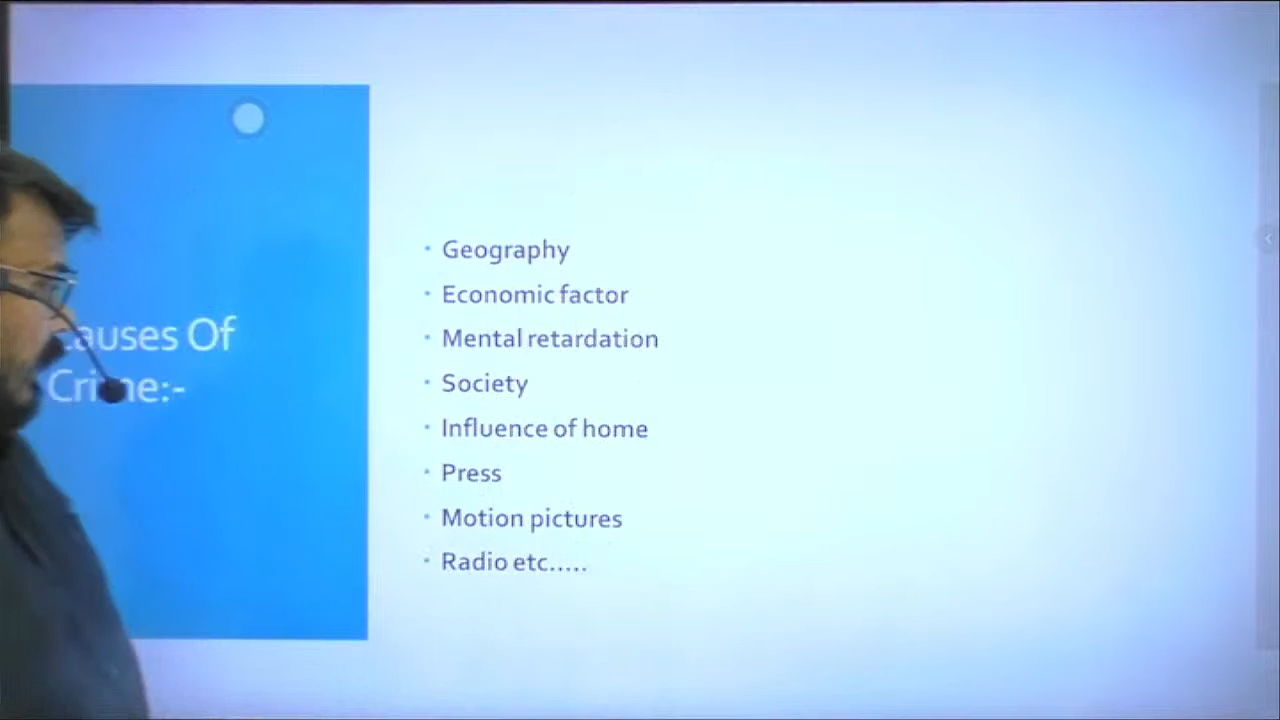 auses Of
Crime:-
• Geography
• Economic factor
• Mental retardation
• Society
• Influence of home
• Press
• Motion pictures
• Radio etc.....